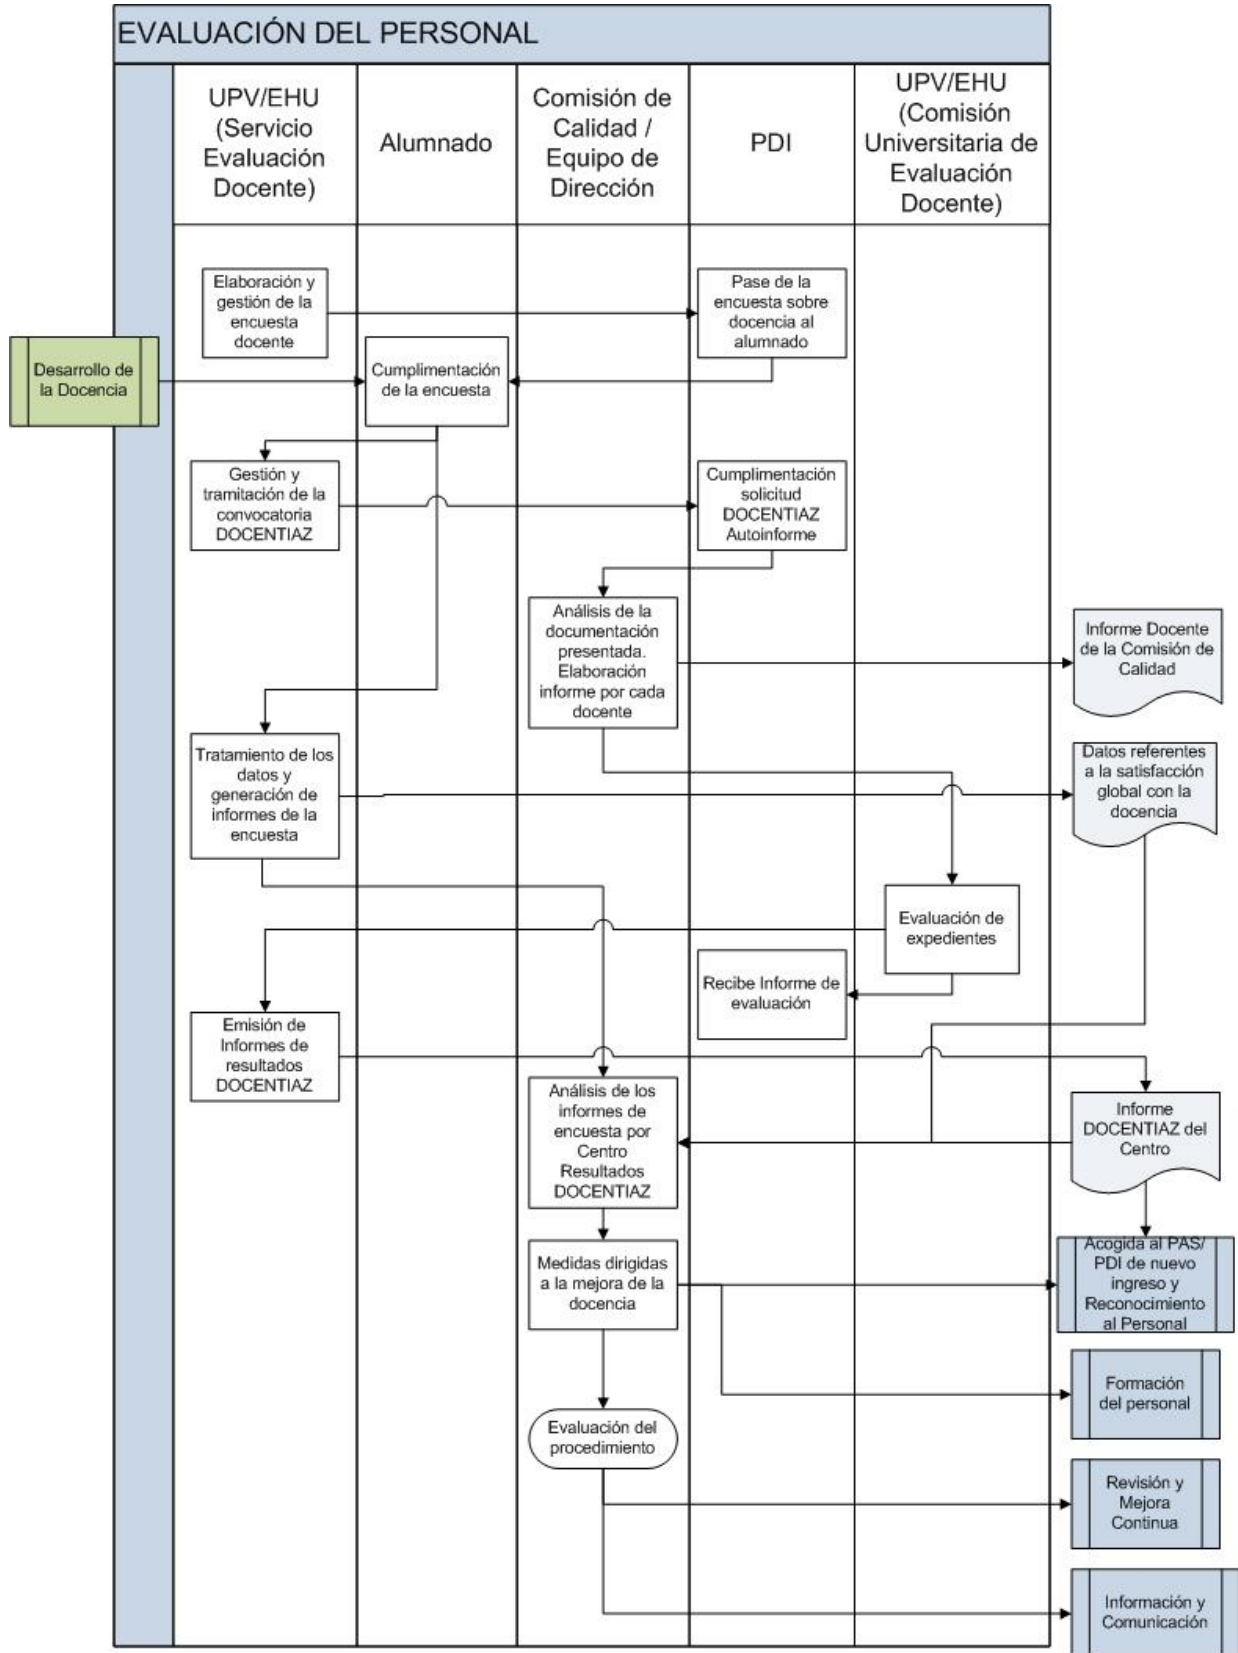 EVALUACIÓN DEL PERSONAL
UPV/EHU
(Servicio
Evaluación
Docente)
Alumnado
Comisión de
Calidad /
Equipo de
Dirección
PDI
UPV/EHU
(Comisión
Universitaria de
Evaluación
Docente)
Elaboración y
gestión de la
encuesta
docente
Pase de la
encuesta sobre
docencia al
alumnado
Desarrollo de
la Docencia
Cumplimentación
de la encuesta
Gestión y
tramitación de la
convocatoria
DOCENTIAZ
Cumplimentación
solicitud
DOCENTIAZ
Autoinforme
Análisis de la
documentación
presentada.
Elaboración
informe por cada
docente
Informe Docente
de la Comisión de
Calidad
Tratamiento de los
datos y
generación de
informes de la
encuesta
Datos referentes
a la satisfacción
global con la
docencia
Evaluación de
expedientes
Recibe Informe de
evaluación
Emisión de
Informes de
resultados
DOCENTIAZ
Análisis de los
informes de
encuesta por
Centro
Resultados
DOCENTIAZ
Informe
DOCENTIAZ del
Centro
Medidas dirigidas
a la mejora de la
docencia
Acogida al PAS/
PDI de nuevo
ingreso y
Reconocimiento
al Personal
Formación
del personal
Evaluación del
procedimiento
Revisión y
Mejora
Continua
Información y
Comunicación